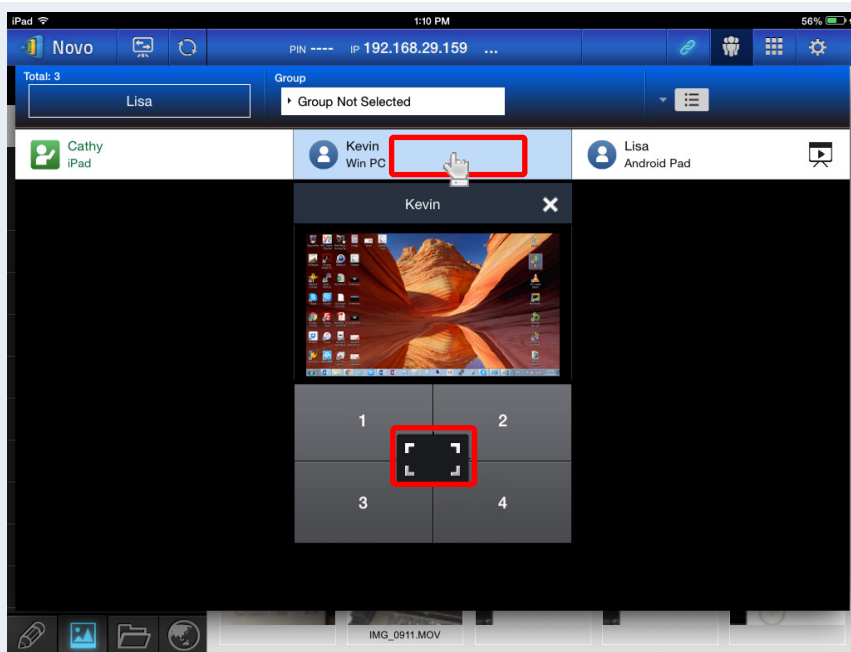 iPad 1:10 PM 56%
Novo PIN ---- IP 192.168.29.159 ...
Total: 3 Group
Lisa Group Not Selected
Cathy
iPad
Kevin
Win PC
Lisa
Android Pad
Kevin
1 2
3 4
IMG_0911.MOV